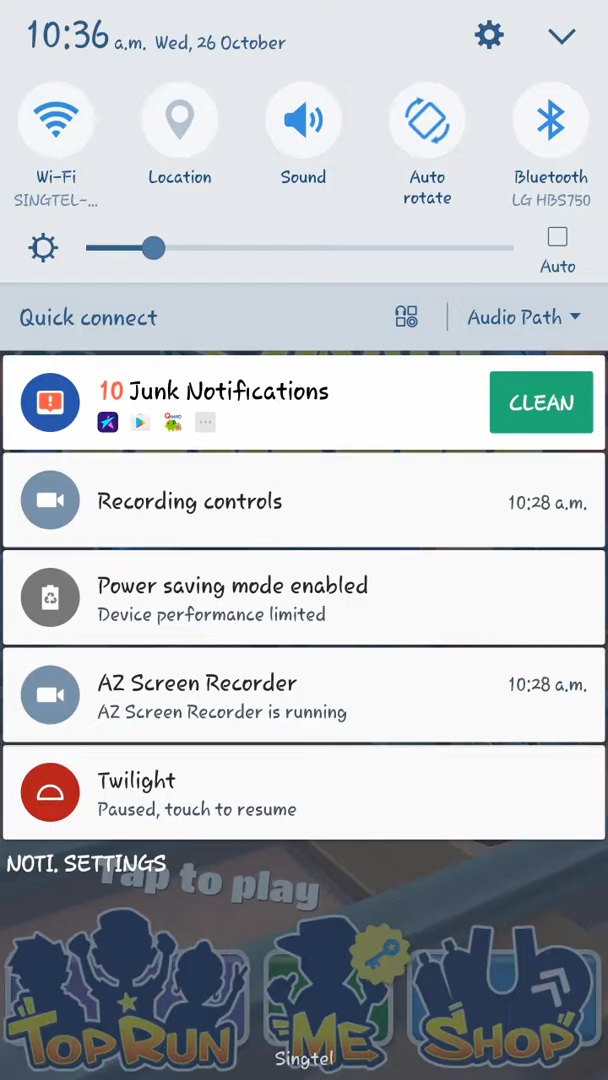 10:36 a.m. Wed, 26 October
Wi-Fi
SINGTEL-...
Location
Sound
Auto
rotate
Bluetooth
LG HBS750
Auto
Quick connect
Audio Path
10 Junk Notifications
CLEAN
Recording controls
10:28 a.m.
Power saving mode enabled
Device performance limited
AZ Screen Recorder
10:28 a.m.
AZ Screen Recorder is running
Twilight
Paused, touch to resume
NOTI. SETTINGS
Tap to play
TOP RUN
ME
SHOP
Singtel